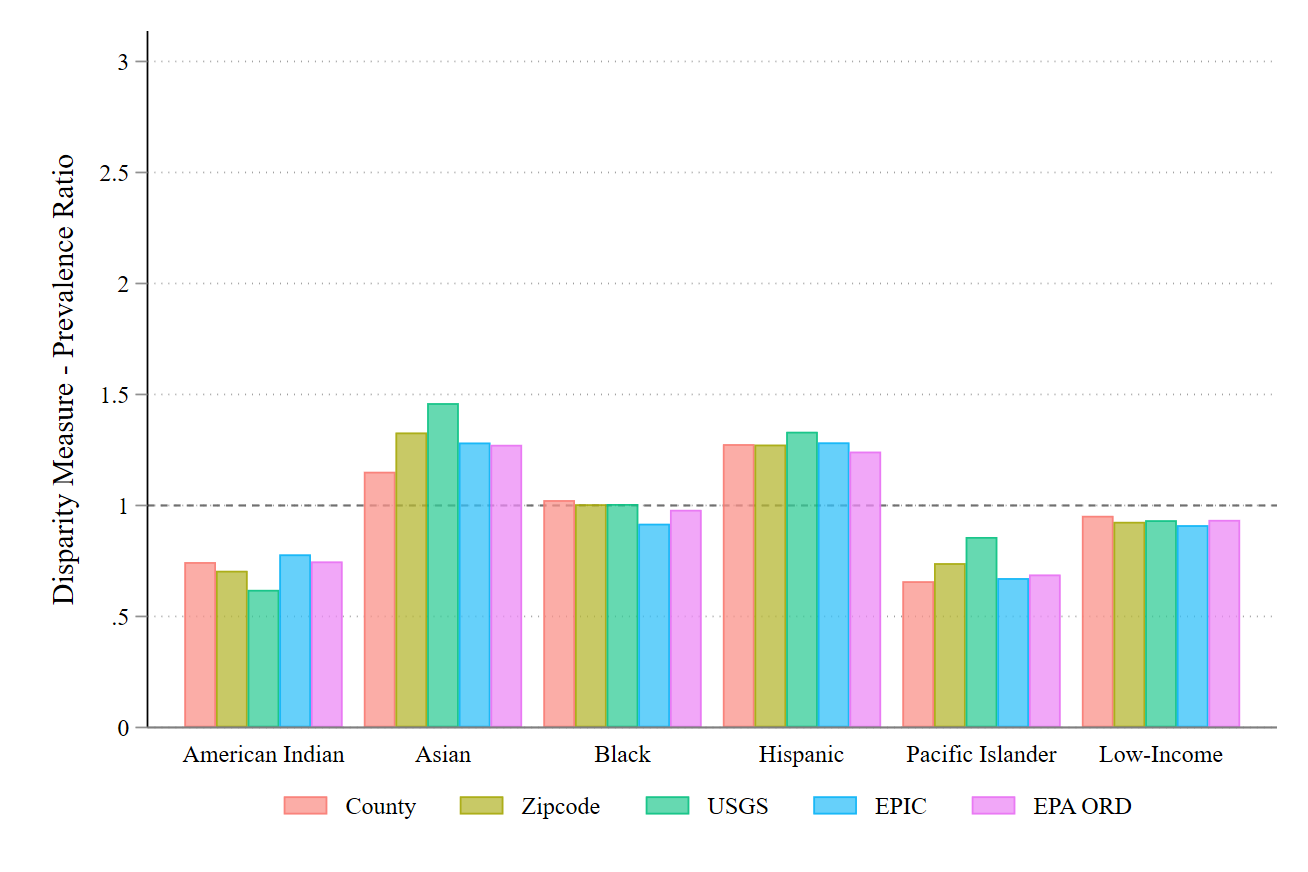 Disparity Measure - Prevalence Ratio
3
2.5
2
1.5
1
.5
0
American Indian Asian Black Hispanic Pacific Islander Low-Income
County Zipcode USGS EPIC EPA ORD